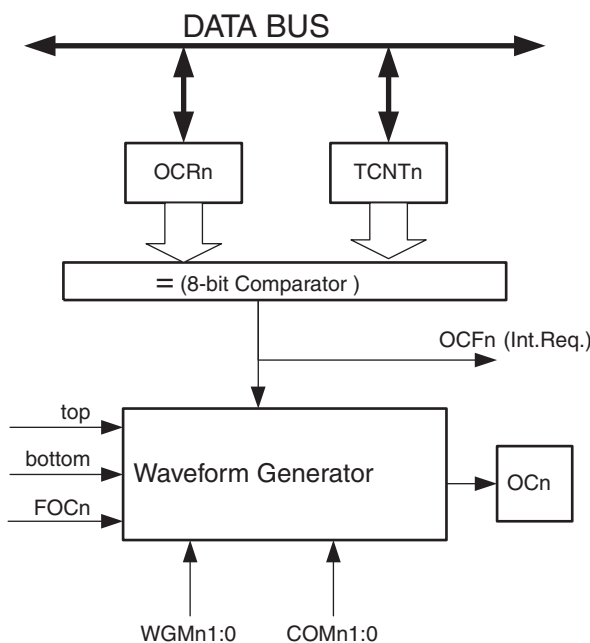 DATA BUS
OCRn
TCNTn
= (8-bit Comparator )
OCFn (Int.Req.)
top
bottom
FOCn
Waveform Generator
OCn
WGMn1:0
COMn1:0